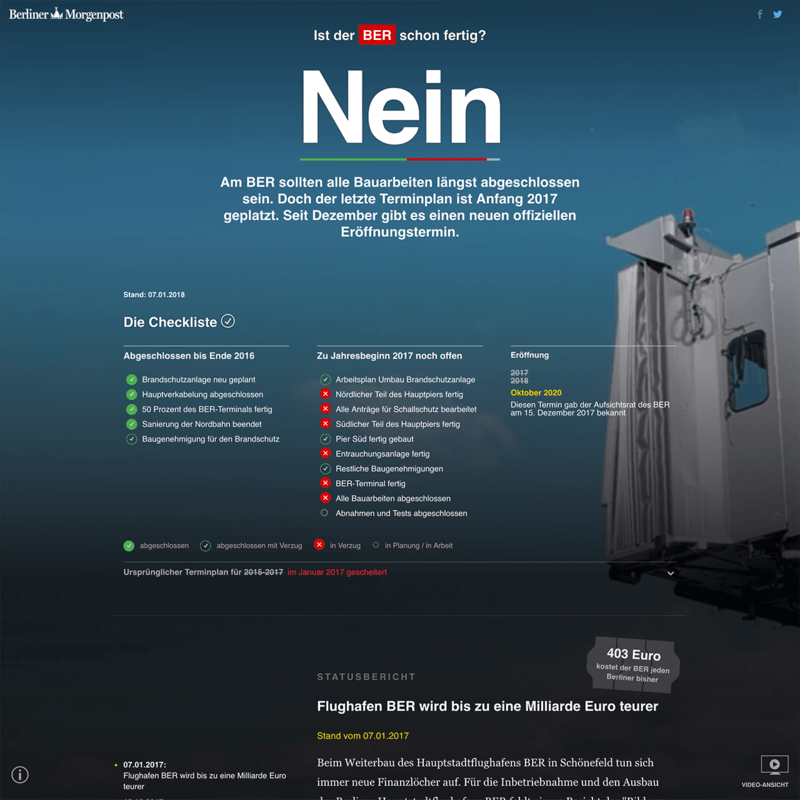 Berliner Morgenpost
Ist der BER schon fertig?
Nein
Am BER sollten alle Bauarbeiten längst abgeschlossen
sein. Doch der letzte Terminplan ist Anfang 2017
geplatzt. Seit Dezember gibt es einen neuen offiziellen
Eröffnungstermin.
Stand: 07.01.2018
Die Checkliste
Abgeschlossen bis Ende 2016
Brandschutzanlage neu geplant
Hauptverkabelung abgeschlossen
50 Prozent des BER-Terminals fertig
Sanierung der Nordbahn beendet
Baugenehmigung für den Brandschutz
Zu Jahresbeginn 2017 noch offen
Arbeitsplan Umbau Brandschutzanlage
Nördlicher Teil des Hauptpiers fertig
Alle Anträge für Schallschutz bearbeitet
Südlicher Teil des Hauptpiers fertig
Pier Süd fertig gebaut
Entrauchungsanlage fertig
Restliche Baugenehmigungen
BER-Terminal fertig
Alle Bauarbeiten abgeschlossen
Abnahmen und Tests abgeschlossen
Eröffnung
2017
2018
Oktober 2020
Diesen Termin gab der Aufsichtsrat des BER
am 15. Dezember 2017 bekannt
abgeschlossen abgeschlossen mit Verzug in Verzug in Planung / in Arbeit
Ursprünglicher Terminplan für 2015-2017 im Januar 2017 gescheitert
403 Euro
kostet der BER jeden
Berliner bisher
STATUSBERICHT
Flughafen BER wird bis zu eine Milliarde Euro teurer
Stand vom 07.01.2017
07.01.2017:
Flughafen BER wird bis zu eine Milliarde Euro
teurer
Beim Weiterbau des Hauptstadtflughafens BER in Schönefeld tun sich
immer neue Finanzlöcher auf. Für die Inbetriebnahme und den Ausbau
VIDEO-ANSICHT